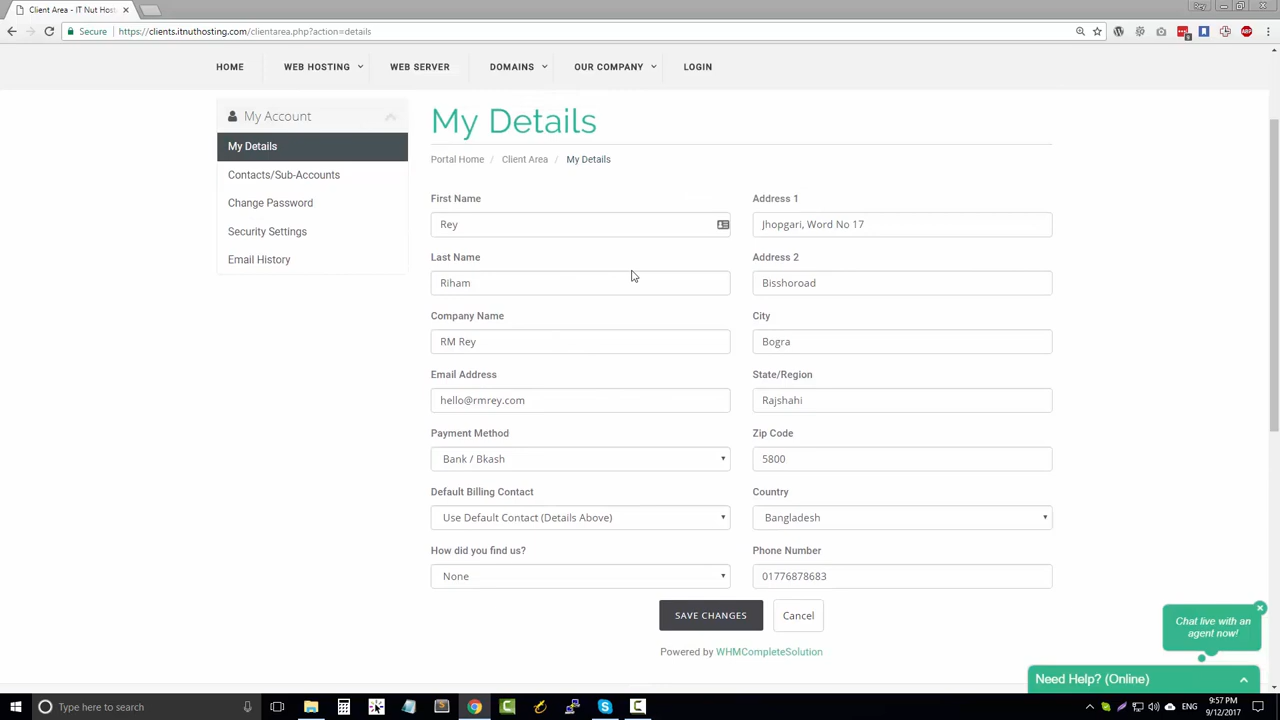 Client Area - IT Nut Hosti
Rey
Secure https://clients.itnuthosting.com/clientarea.php?action=details
HOME WEB HOSTING WEB SERVER DOMAINS OUR COMPANY LOGIN
My Account
My Details
Contacts/Sub-Accounts
Change Password
Security Settings
Email History
My Details
Portal Home / Client Area / My Details
First Name
Rey
Last Name
Riham
Company Name
RM Rey
Email Address
hello@rmrey.com
Payment Method
Bank / Bkash
Default Billing Contact
Use Default Contact (Details Above)
How did you find us?
None
Address 1
Jhopgari, Word No 17
Address 2
Bisshoroad
City
Bogra
State/Region
Rajshahi
Zip Code
5800
Country
Bangladesh
Phone Number
01776878683
SAVE CHANGES Cancel
Powered by WHMCompleteSolution
Chat live with an
agent now!
Need Help? (Online)
Type here to search
ENG
9:57 PM
9/12/2017